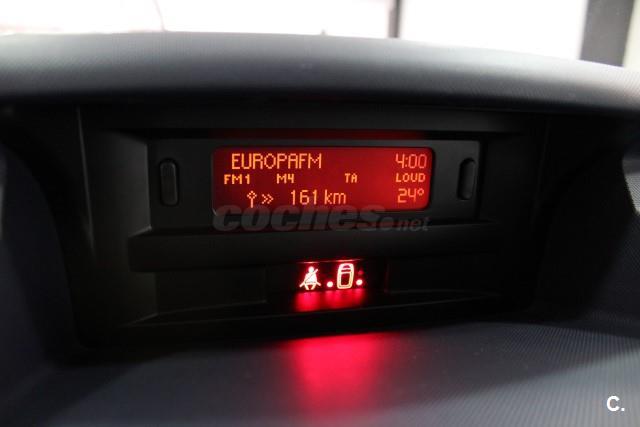 EUROPAFM 4:00
FM1 M4 TA LOUD
» 161 km 24°
coches.net
C.